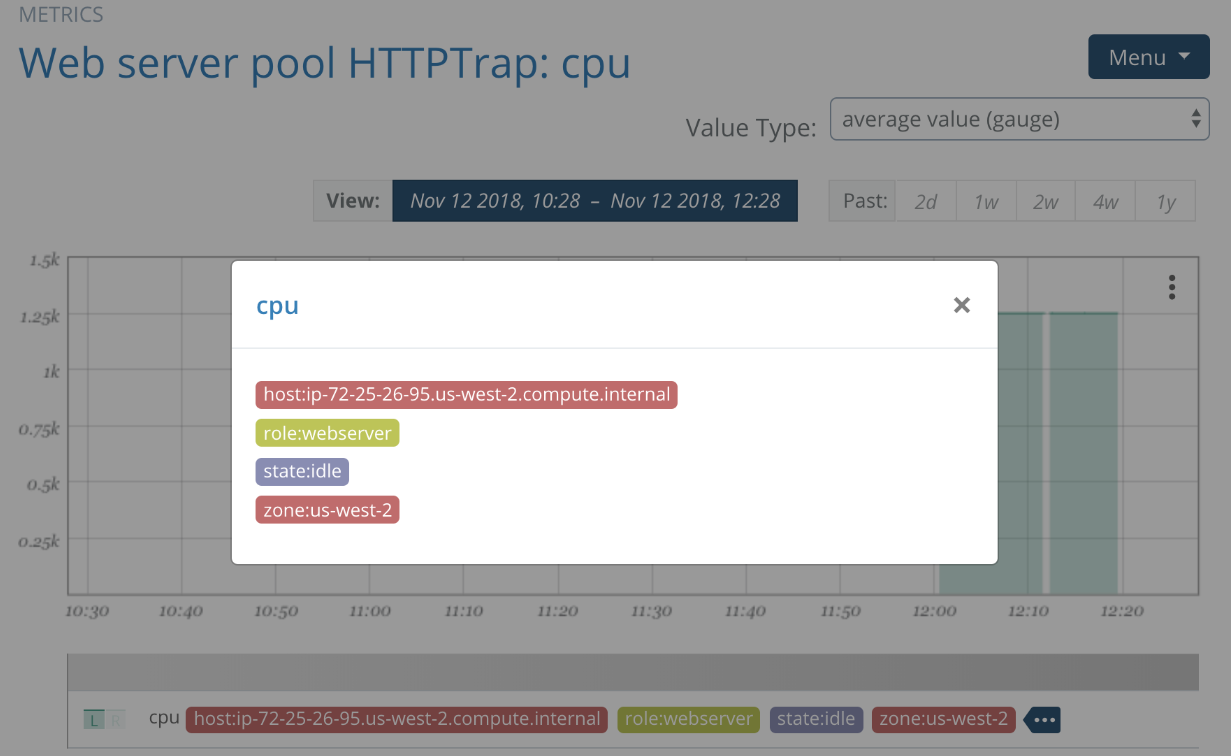 METRICS
Web server pool HTTPTrap: cpu
Menu
Value Type: average value (gauge)
View: Nov 12 2018, 10:28 – Nov 12 2018, 12:28 Past: 2d 1w 2w 4w 1y
1.5k
1.25k
1k
0.75k
0.5k
0.25k
cpu
host:ip-72-25-26-95.us-west-2.compute.internal
role:webserver
state:idle
zone:us-west-2
10:30 10:40 10:50 11:00 11:10 11:20 11:30 11:40 11:50 12:00 12:10 12:20
L R cpu host:ip-72-25-26-95.us-west-2.compute.internal role:webserver state:idle zone:us-west-2